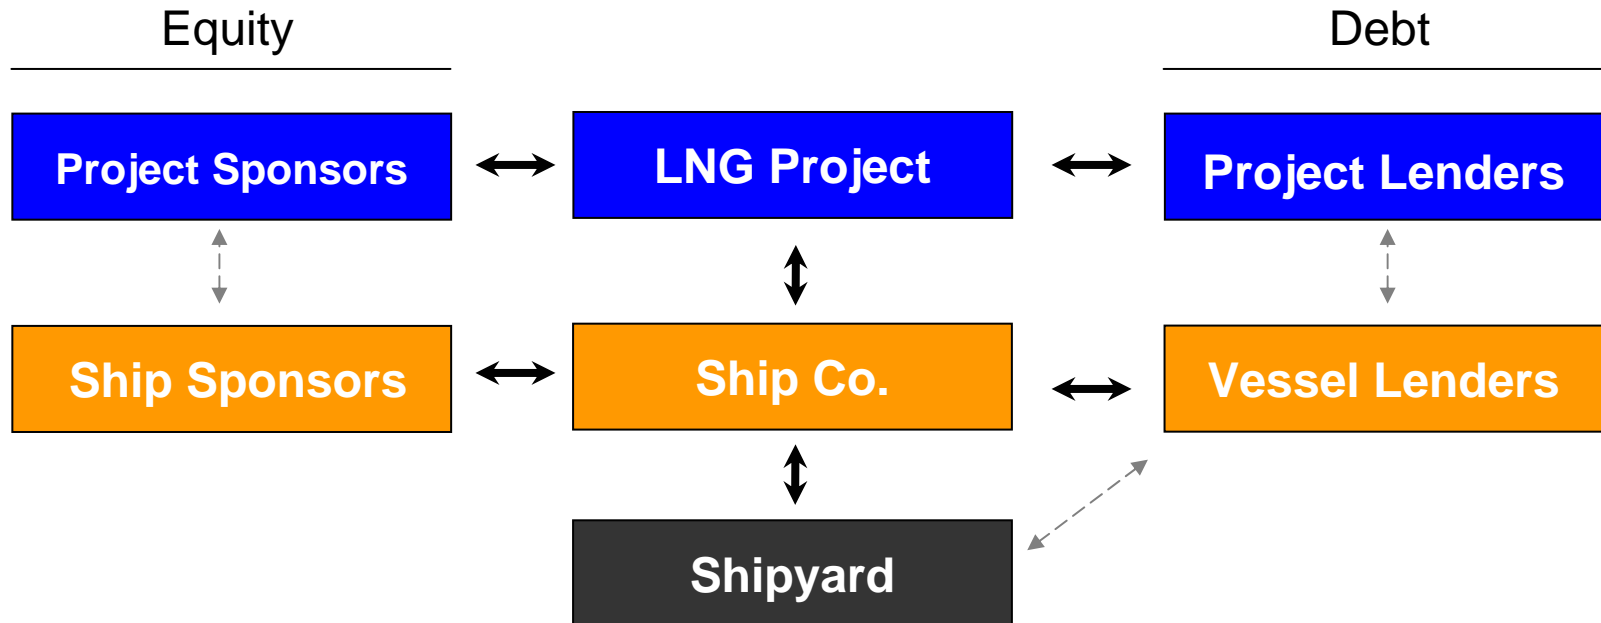 Equity
Debt
Project Sponsors
LNG Project
Project Lenders
Ship Sponsors
Ship Co.
Vessel Lenders
Shipyard